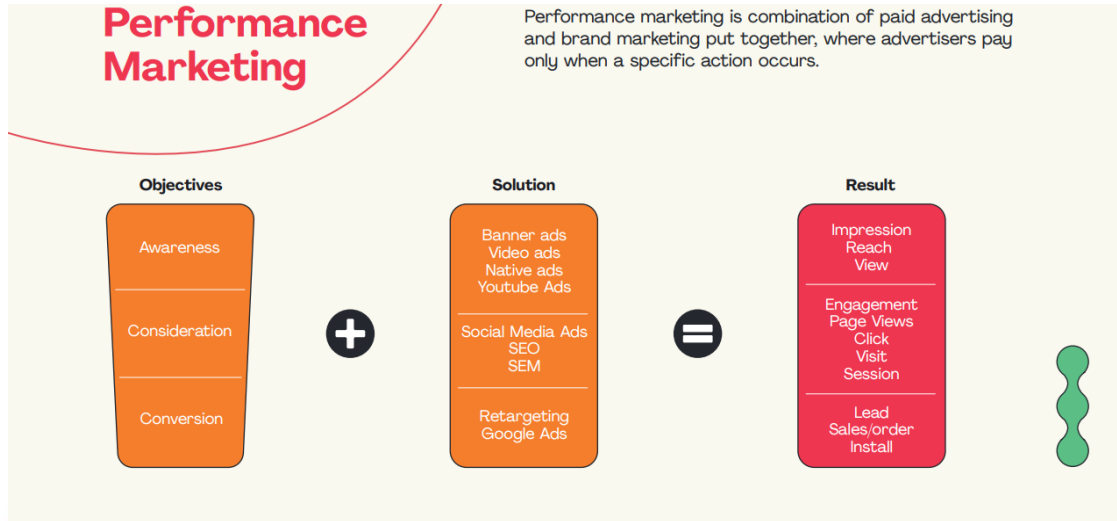 Performance
Marketing
Performance marketing is combination of paid advertising
and brand marketing put together, where advertisers pay
only when a specific action occurs.
Objectives
Awareness
Consideration
Conversion
Solution
Banner ads
Video ads
Native ads
Youtube Ads
Social Media Ads
SEO
SEM
Retargeting
Google Ads
Result
Impression
Reach
View
Engagement
Page Views
Click
Visit
Session
Lead
Sales/order
Install